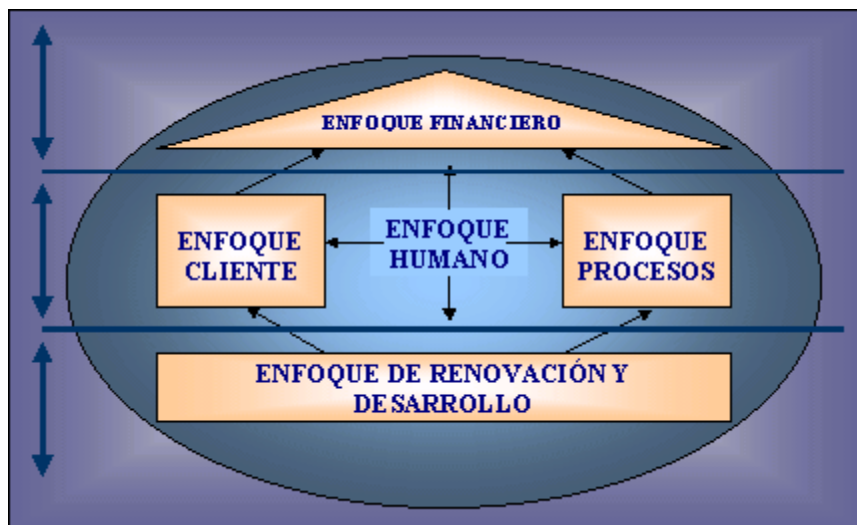 ENFOQUE FINANCIERO
ENFOQUE
CLIENTE
ENFOQUE
HUMANO
ENFOQUE
PROCESOS
ENFOQUE DE RENOVACIÓN Y
DESARROLLO